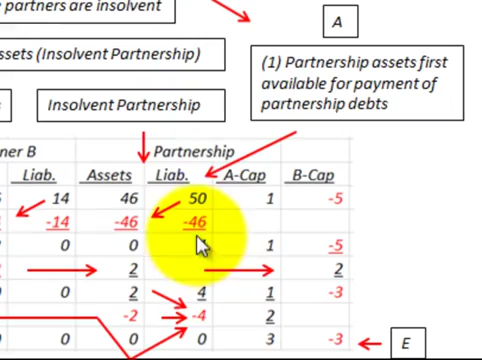 partners are insolvent
A
ssets (Insolvent Partnership)
(1) Partnership assets first
available for payment of
partnership debts
Insolvent Partnership
ner B Partnership
Liab. Assets Liab. A-Cap B-Cap
14 46 50 1 -5
-14 -46 -46
0 0 1 -5
2 2
0 2 4 1 -3
-2 -4 2
0 0 0 3 -3
E